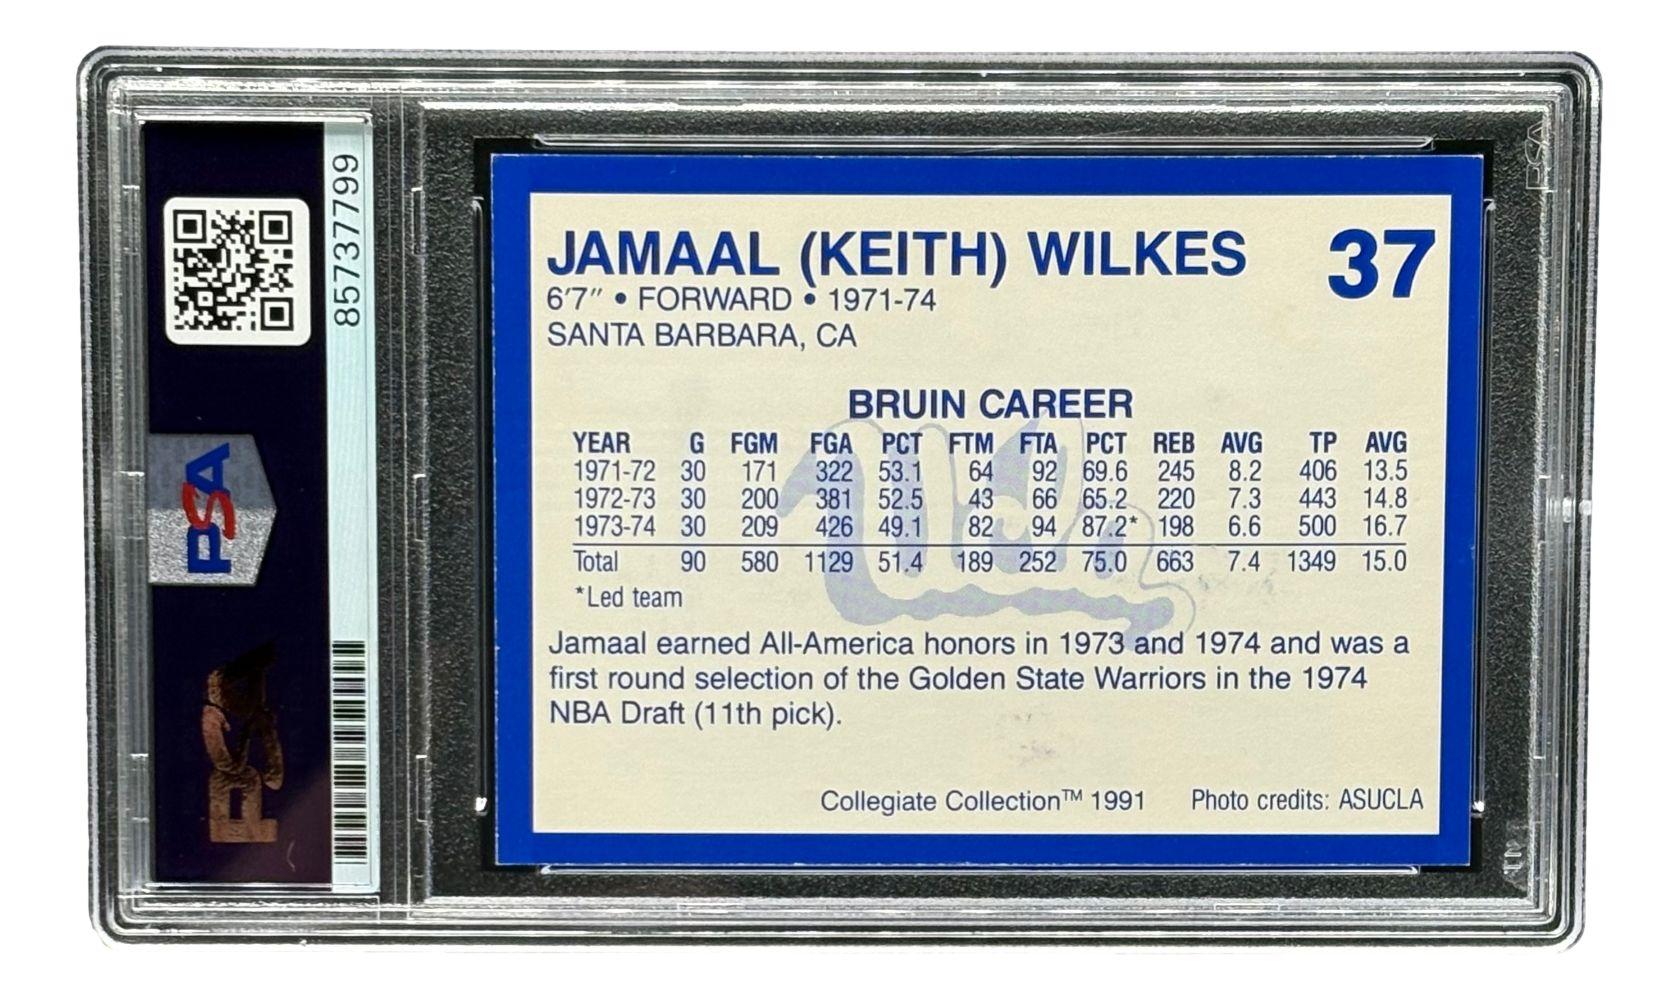 85737799
PSA
PSA
JAMAAL (KEITH) WILKES 37
6'7" • FORWARD • 1971-74
SANTA BARBARA, CA
BRUIN CAREER
YEAR G FGM FGA PCT FTM FTA PCT REB AVG TP AVG
1971-72 30 171 322 53.1 64 92 69.6 245 8.2 406 13.5
1972-73 30 200 381 52.5 43 66 65.2 220 7.3 443 14.8
1973-74 30 209 426 49.1 82 94 87.2* 198 6.6 500 16.7
Total 90 580 1129 51.4 189 252 75.0 663 7.4 1349 15.0
*Led team
Jamaal earned All-America honors in 1973 and 1974 and was a
first round selection of the Golden State Warriors in the 1974
NBA Draft (11th pick).
Collegiate Collection™ 1991 Photo credits: ASUCLA
PSA